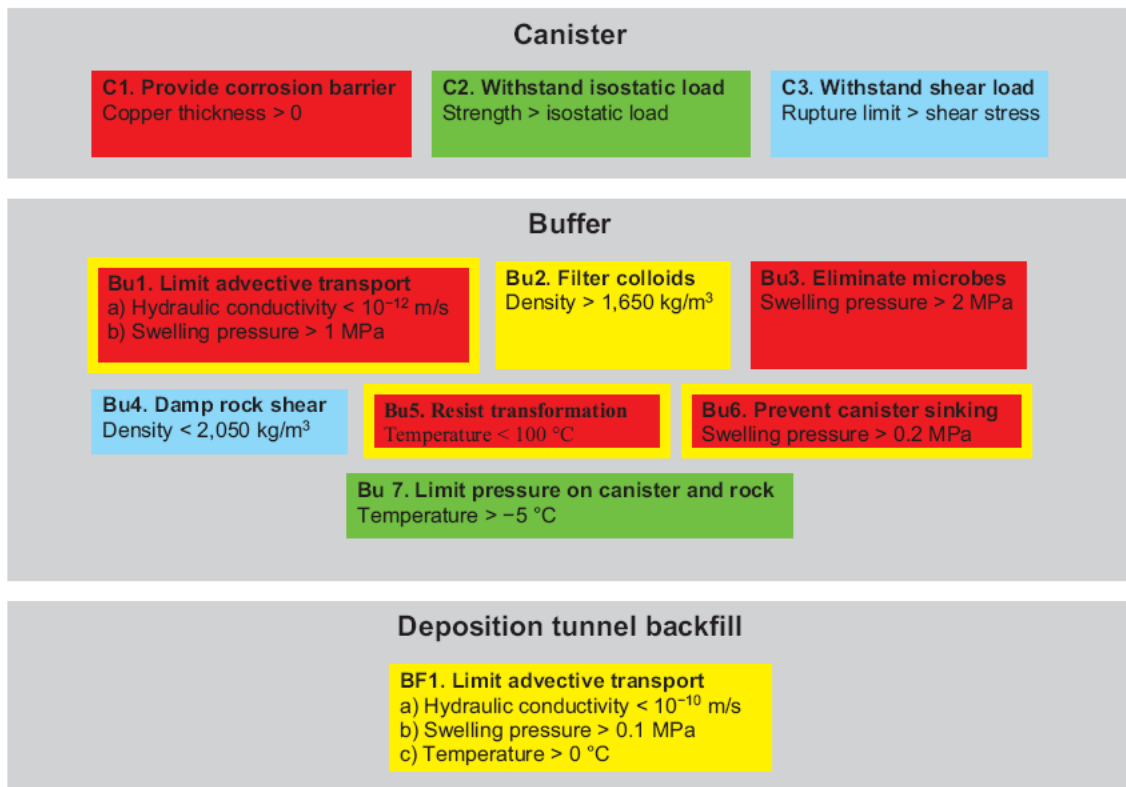 Canister
C1. Provide corrosion barrier
Copper thickness > 0
C2. Withstand isostatic load
Strength > isostatic load
C3. Withstand shear load
Rupture limit > shear stress
Buffer
Bu1. Limit advective transport
a) Hydraulic conductivity < 10⁻¹² m/s
b) Swelling pressure > 1 MPa
Bu2. Filter colloids
Density > 1,650 kg/m³
Bu3. Eliminate microbes
Swelling pressure > 2 MPa
Bu4. Damp rock shear
Density < 2,050 kg/m³
Bu5. Resist transformation
Temperature < 100 °C
Bu6. Prevent canister sinking
Swelling pressure > 0.2 MPa
Bu 7. Limit pressure on canister and rock
Temperature > −5 °C
Deposition tunnel backfill
BF1. Limit advective transport
a) Hydraulic conductivity < 10⁻¹⁰ m/s
b) Swelling pressure > 0.1 MPa
c) Temperature > 0 °C